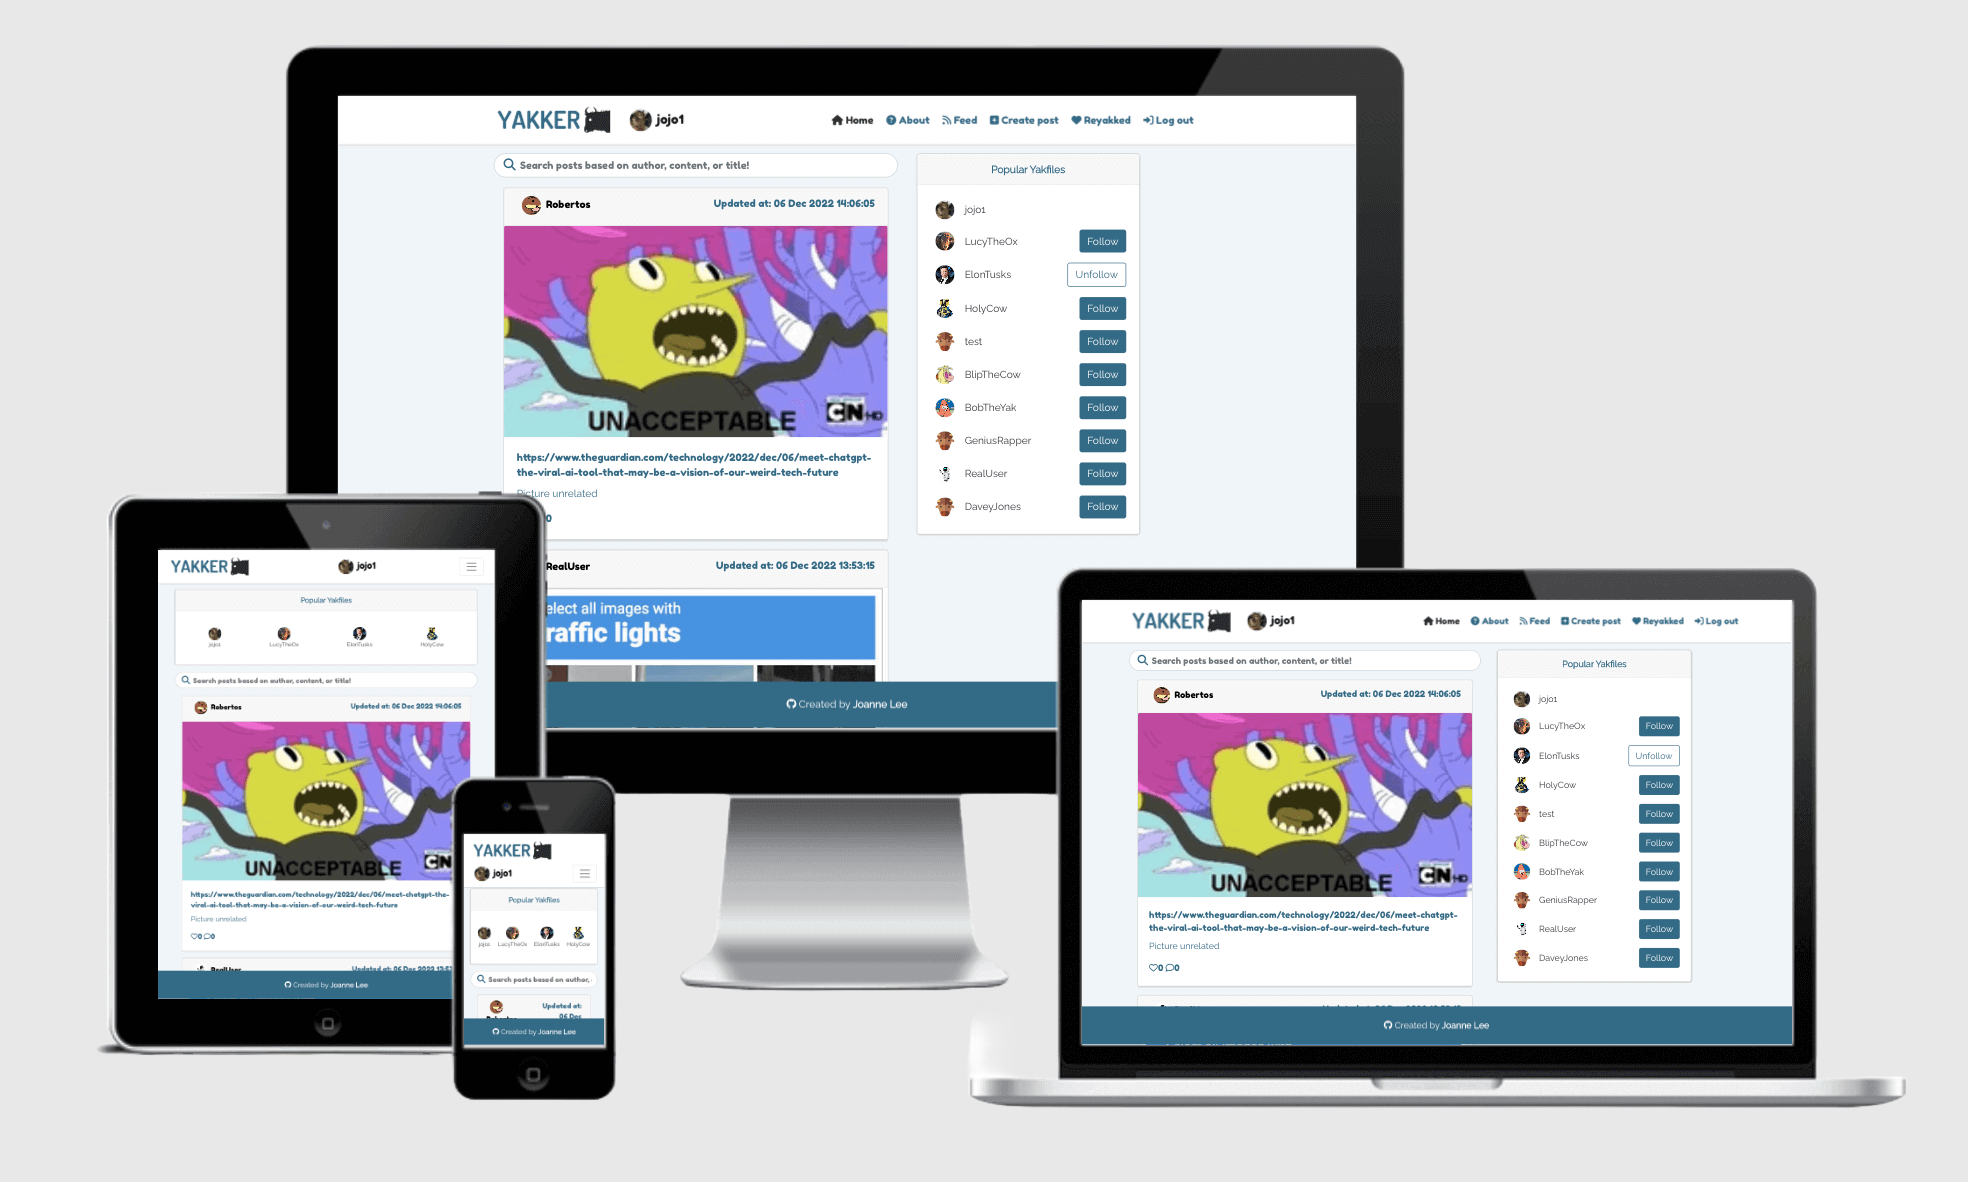 YAKKER
jojo1
Home
About
Feed
Create post
Reyakked
Log out
Search posts based on author, content, or title!
Robertos
Updated at: 06 Dec 2022 14:06:05
UNACCEPTABLE
CN HD
https://www.theguardian.com/technology/2022/dec/06/meet-chatgpt-
the-viral-ai-tool-that-may-be-a-vision-of-our-weird-tech-future
Picture unrelated
0
RealUser
Updated at: 06 Dec 2022 13:53:15
elect all images with
raffic lights
Popular Yakfiles
jojo1
LucyTheOx Follow
ElonTusks Unfollow
HolyCow Follow
test Follow
BlipTheCow Follow
BobTheYak Follow
GeniusRapper Follow
RealUser Follow
DaveyJones Follow
Created by Joanne Lee
YAKKER
jojo1
Popular Yakfiles
jojo1
LucyTheOx
ElonTusks
HolyCow
Search posts based on author, content, or title!
Robertos
Updated at: 06 Dec 2022 14:06:05
UNACCEPTABLE
CN
https://www.theguardian.com/technology/2022/dec/06/meet-chatgpt-the-
viral-ai-tool-that-may-be-a-vision-of-our-weird-tech-future
Picture unrelated
0 0
RealUser
Updated at: 06 Dec 2022
Created by Joanne Lee
YAKKER
jojo1
Popular Yakfiles
jojo1
LucyTheOx
ElonTusks
HolyCow
Search posts based on author,
Updated at:
06 Dec
Robertos
Created by Joanne Lee
YAKKER
jojo1
Home
About
Feed
Create post
Reyakked
Log out
Search posts based on author, content, or title!
Robertos
Updated at: 06 Dec 2022 14:06:05
UNACCEPTABLE
CN HD
https://www.theguardian.com/technology/2022/dec/06/meet-chatgpt-
the-viral-ai-tool-that-may-be-a-vision-of-our-weird-tech-future
Picture unrelated
0 0
Popular Yakfiles
jojo1
LucyTheOx Follow
ElonTusks Unfollow
HolyCow Follow
test Follow
BlipTheCow Follow
BobTheYak Follow
GeniusRapper Follow
RealUser Follow
DaveyJones Follow
Created by Joanne Lee